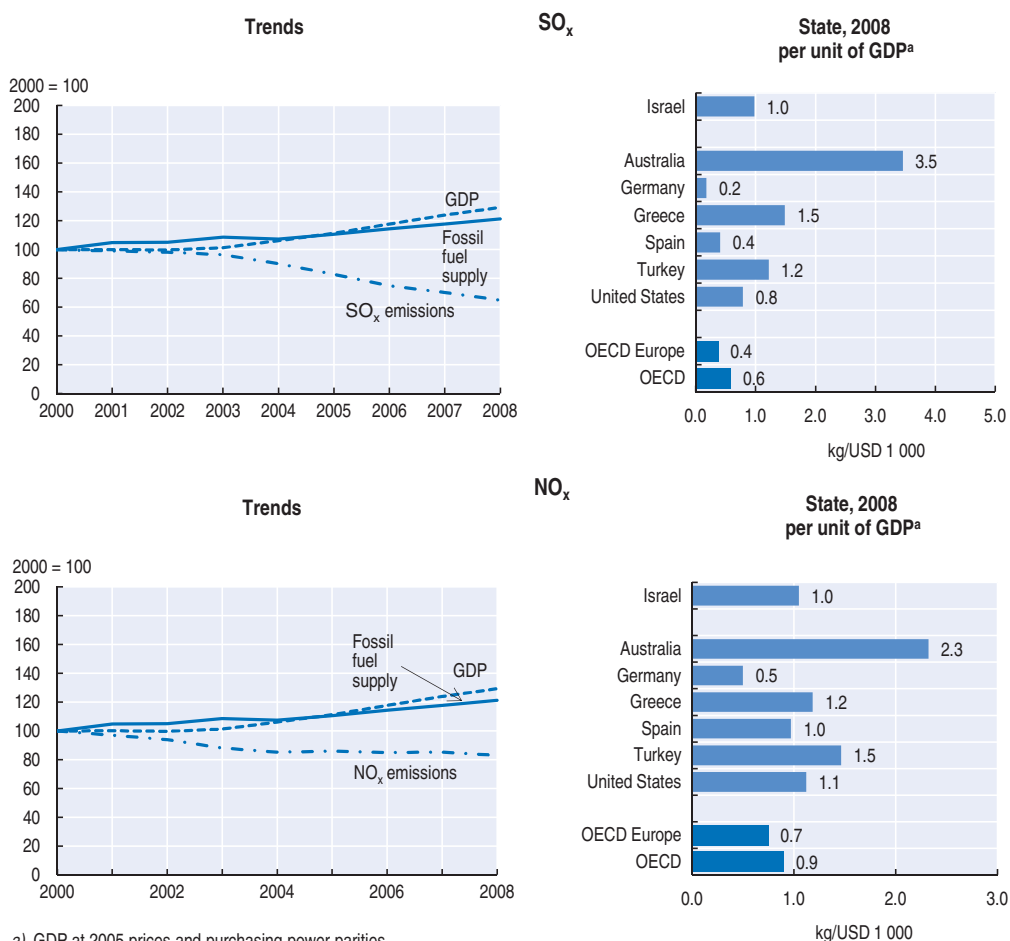 SOx
Trends
2000 = 100
200
180
160
140
120
100
80
60
40
20
0
GDP
Fossil
fuel
supply
SOx emissions
2000 2001 2002 2003 2004 2005 2006 2007 2008
State, 2008
per unit of GDPa
Israel 1.0
Australia 3.5
Germany 0.2
Greece 1.5
Spain 0.4
Turkey 1.2
United States 0.8
OECD Europe 0.4
OECD 0.6
0.0 1.0 2.0 3.0 4.0 5.0
kg/USD 1 000
NOx
Trends
2000 = 100
200
180
160
140
120
100
80
60
40
20
0
Fossil
fuel
supply
GDP
NOx emissions
2000 2002 2004 2006 2008
State, 2008
per unit of GDPa
Israel 1.0
Australia 2.3
Germany 0.5
Greece 1.2
Spain 1.0
Turkey 1.5
United States 1.1
OECD Europe 0.7
OECD 0.9
0.0 1.0 2.0 3.0
kg/USD 1 000
a) GDP at 2005 prices and purchasing power parities